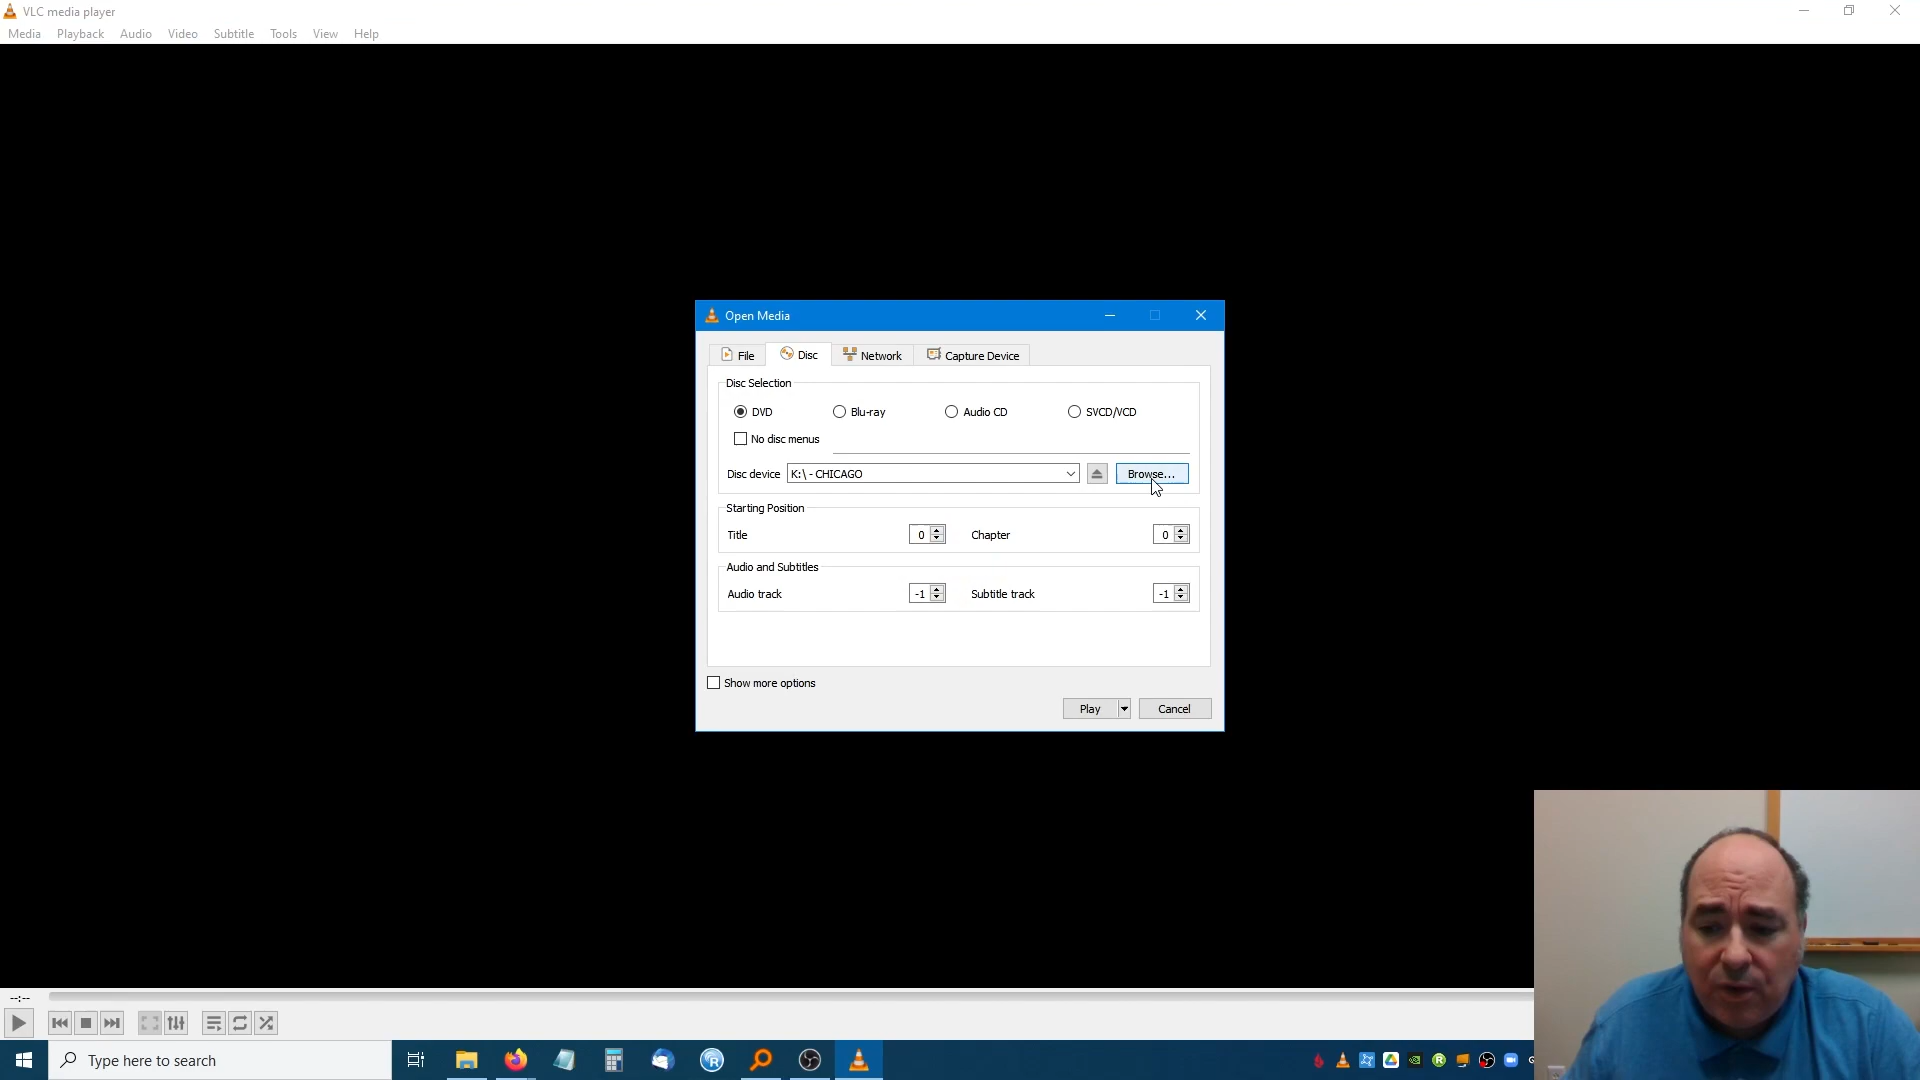 VLC media player
Media Playback Audio Video Subtitle Tools View Help
Open Media
File Disc Network Capture Device
Disc Selection
DVD Blu-ray Audio CD SVCD/VCD
No disc menus
Disc device K:\ - CHICAGO Browse...
Starting Position
Title 0 Chapter 0
Audio and Subtitles
Audio track -1 Subtitle track -1
Show more options
Play Cancel
--:--
Type here to search